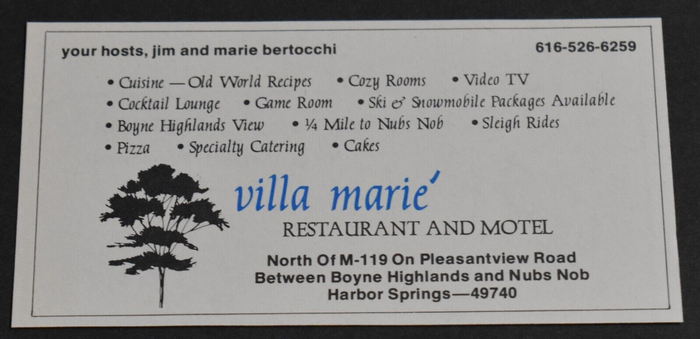 your hosts, jim and marie bertocchi 616-526-6259
• Cuisine — Old World Recipes • Cozy Rooms • Video TV
• Cocktail Lounge • Game Room • Ski & Snowmobile Packages Available
• Boyne Highlands View • ¼ Mile to Nubs Nob • Sleigh Rides
• Pizza • Specialty Catering • Cakes
villa marie′
RESTAURANT AND MOTEL
North Of M-119 On Pleasantview Road
Between Boyne Highlands and Nubs Nob
Harbor Springs—49740